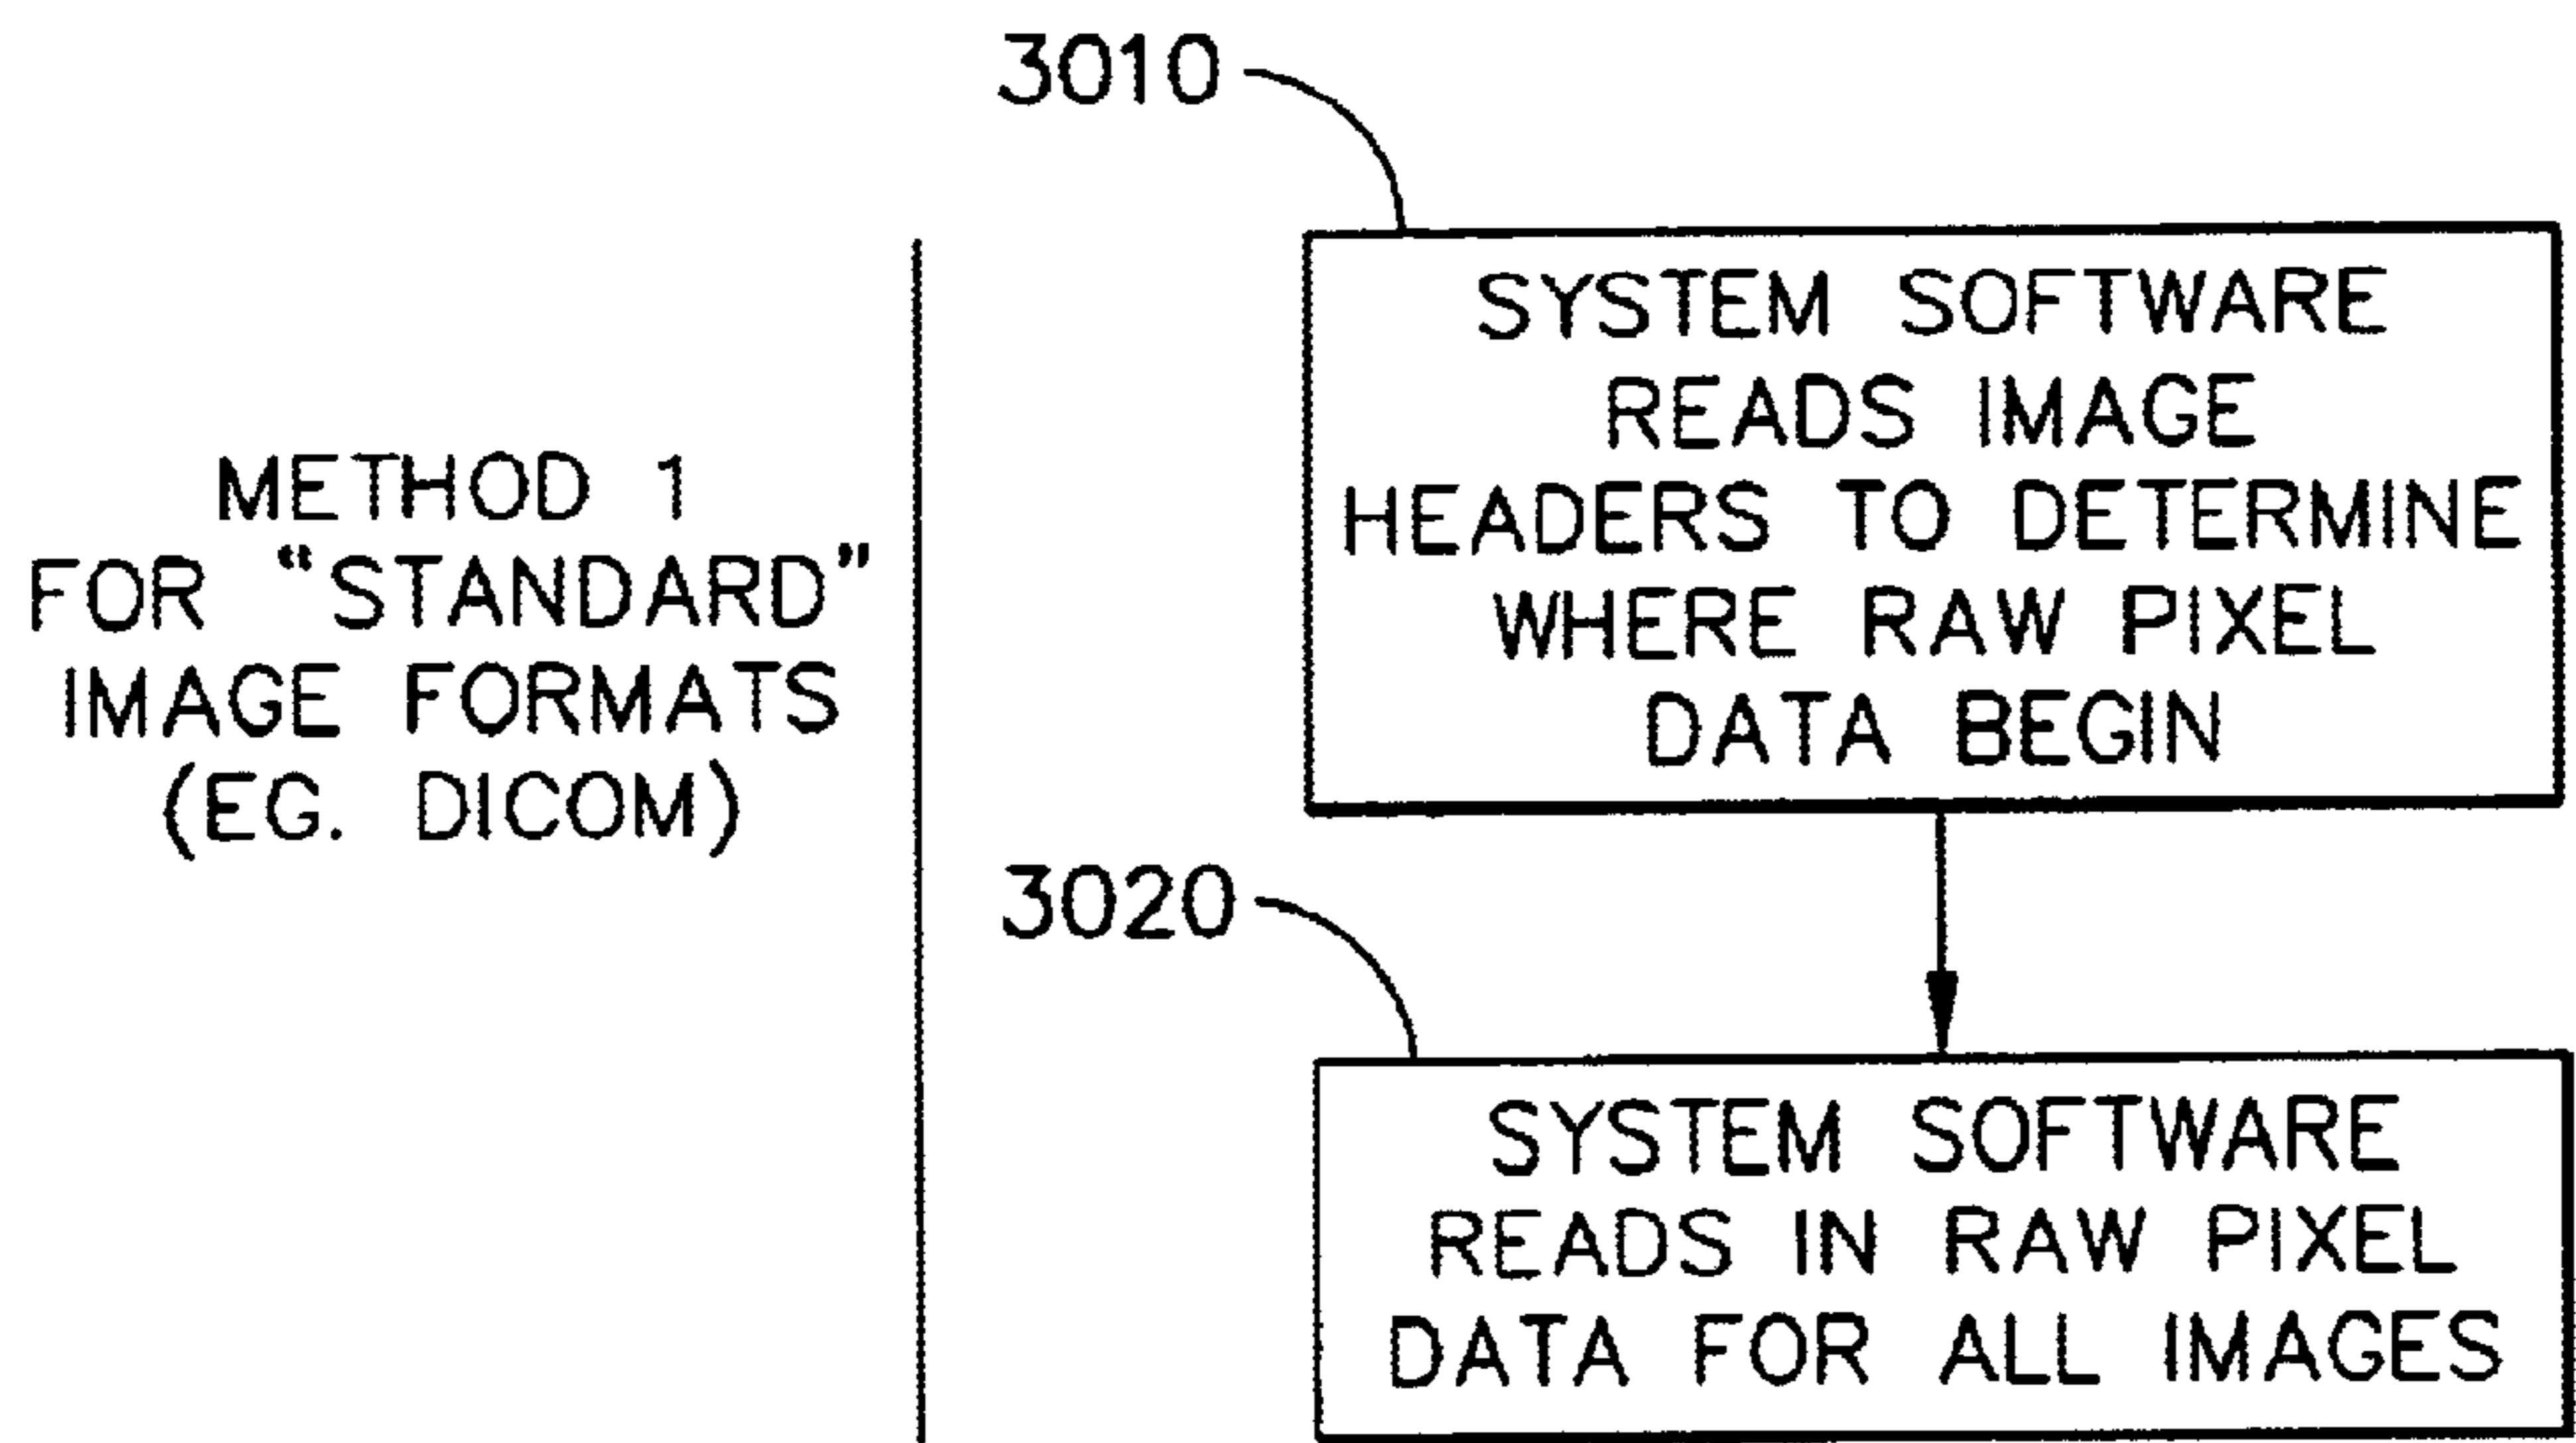 METHOD 1
FOR “STANDARD”
IMAGE FORMATS
(EG. DICOM)
3010
SYSTEM SOFTWARE
READS IMAGE
HEADERS TO DETERMINE
WHERE RAW PIXEL
DATA BEGIN
3020
SYSTEM SOFTWARE
READS IN RAW PIXEL
DATA FOR ALL IMAGES